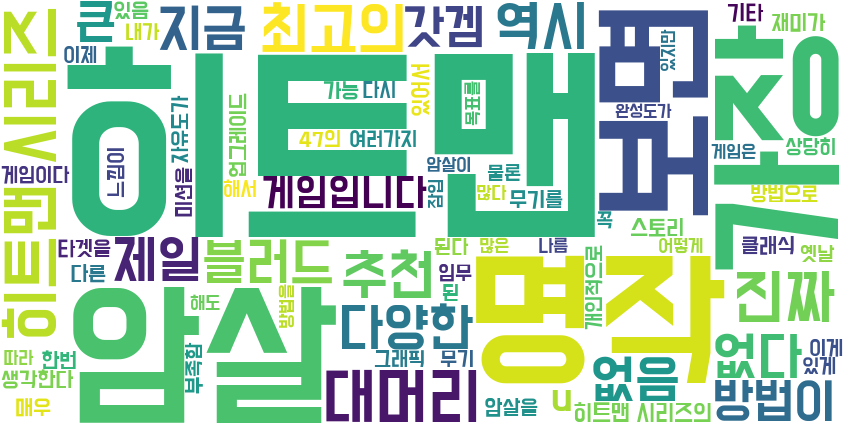 히트맨
암살
명작
가장
보면
히트맨시리즈
최고의
갓겜
역시
지금
큰
있음
내가
이제
게임이다
느낌이
미션을
자유도가
업그레이드
가능
다시
47의
여러가지
있어서
목표를
해서
게임입니다
암살이
잠입
많다
물론
무기를
꼭
완성도가
있지만
기타
재미가
게임은
상당히
방법으로
스토리
어떻게
클래식
옛날
타겟을
다른
제일
블러드
추천
된다
많은
나름
임무
된
개인적으로
진짜
해도
방법을
다양한
그래픽
무기
없음
없다
이게
있게
따라
한번
생각한다
부족함
매우
대머리
암살을
u
히트맨 시리즈의
방법이